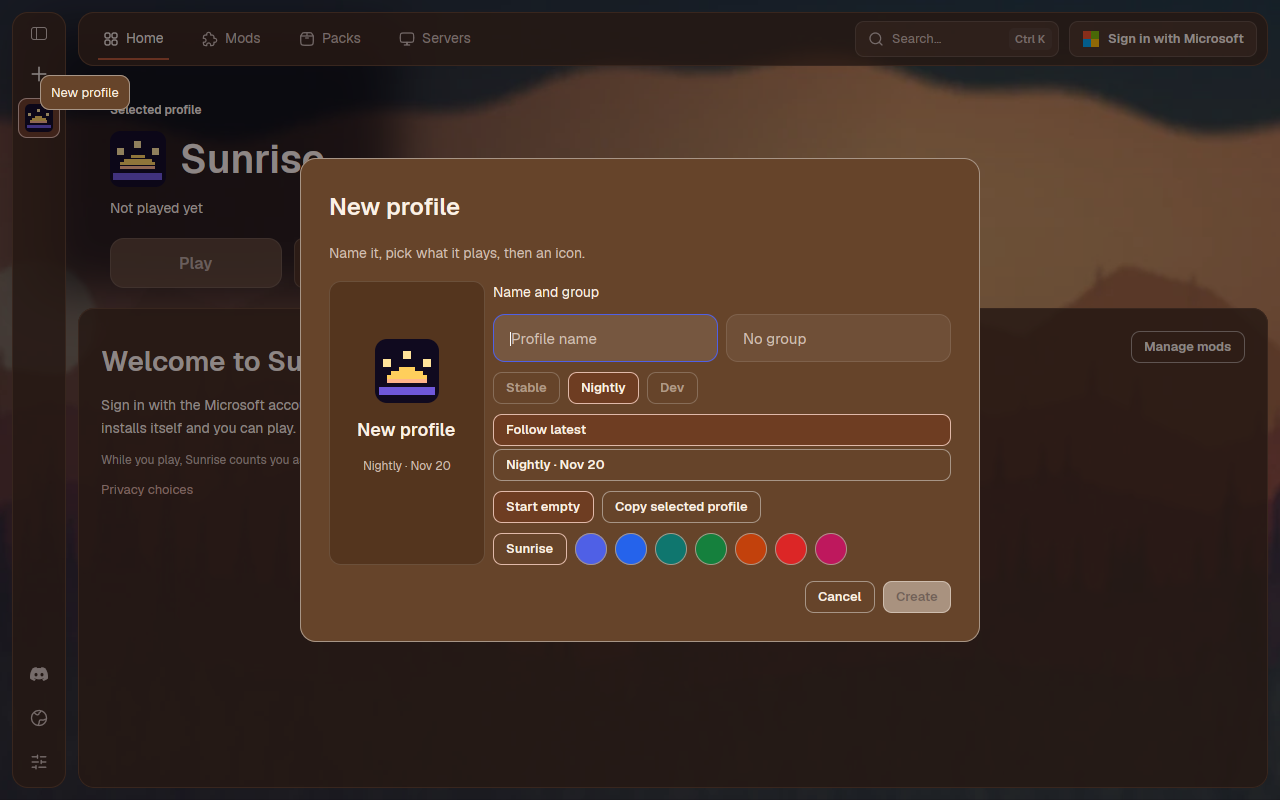 Home
Mods
Packs
Servers
Search...
Ctrl K
Sign in with Microsoft
New profile
Selected profile
Sunrise
Not played yet
Play
New profile
Name it, pick what it plays, then an icon.
Name and group
Profile name
No group
Stable
Nightly
Dev
New profile
Nightly · Nov 20
Follow latest
Nightly · Nov 20
Start empty
Copy selected profile
Sunrise
Cancel
Create
Welcome to Su
Manage mods
Sign in with the Microsoft acco
installs itself and you can play.
While you play, Sunrise counts you a
Privacy choices